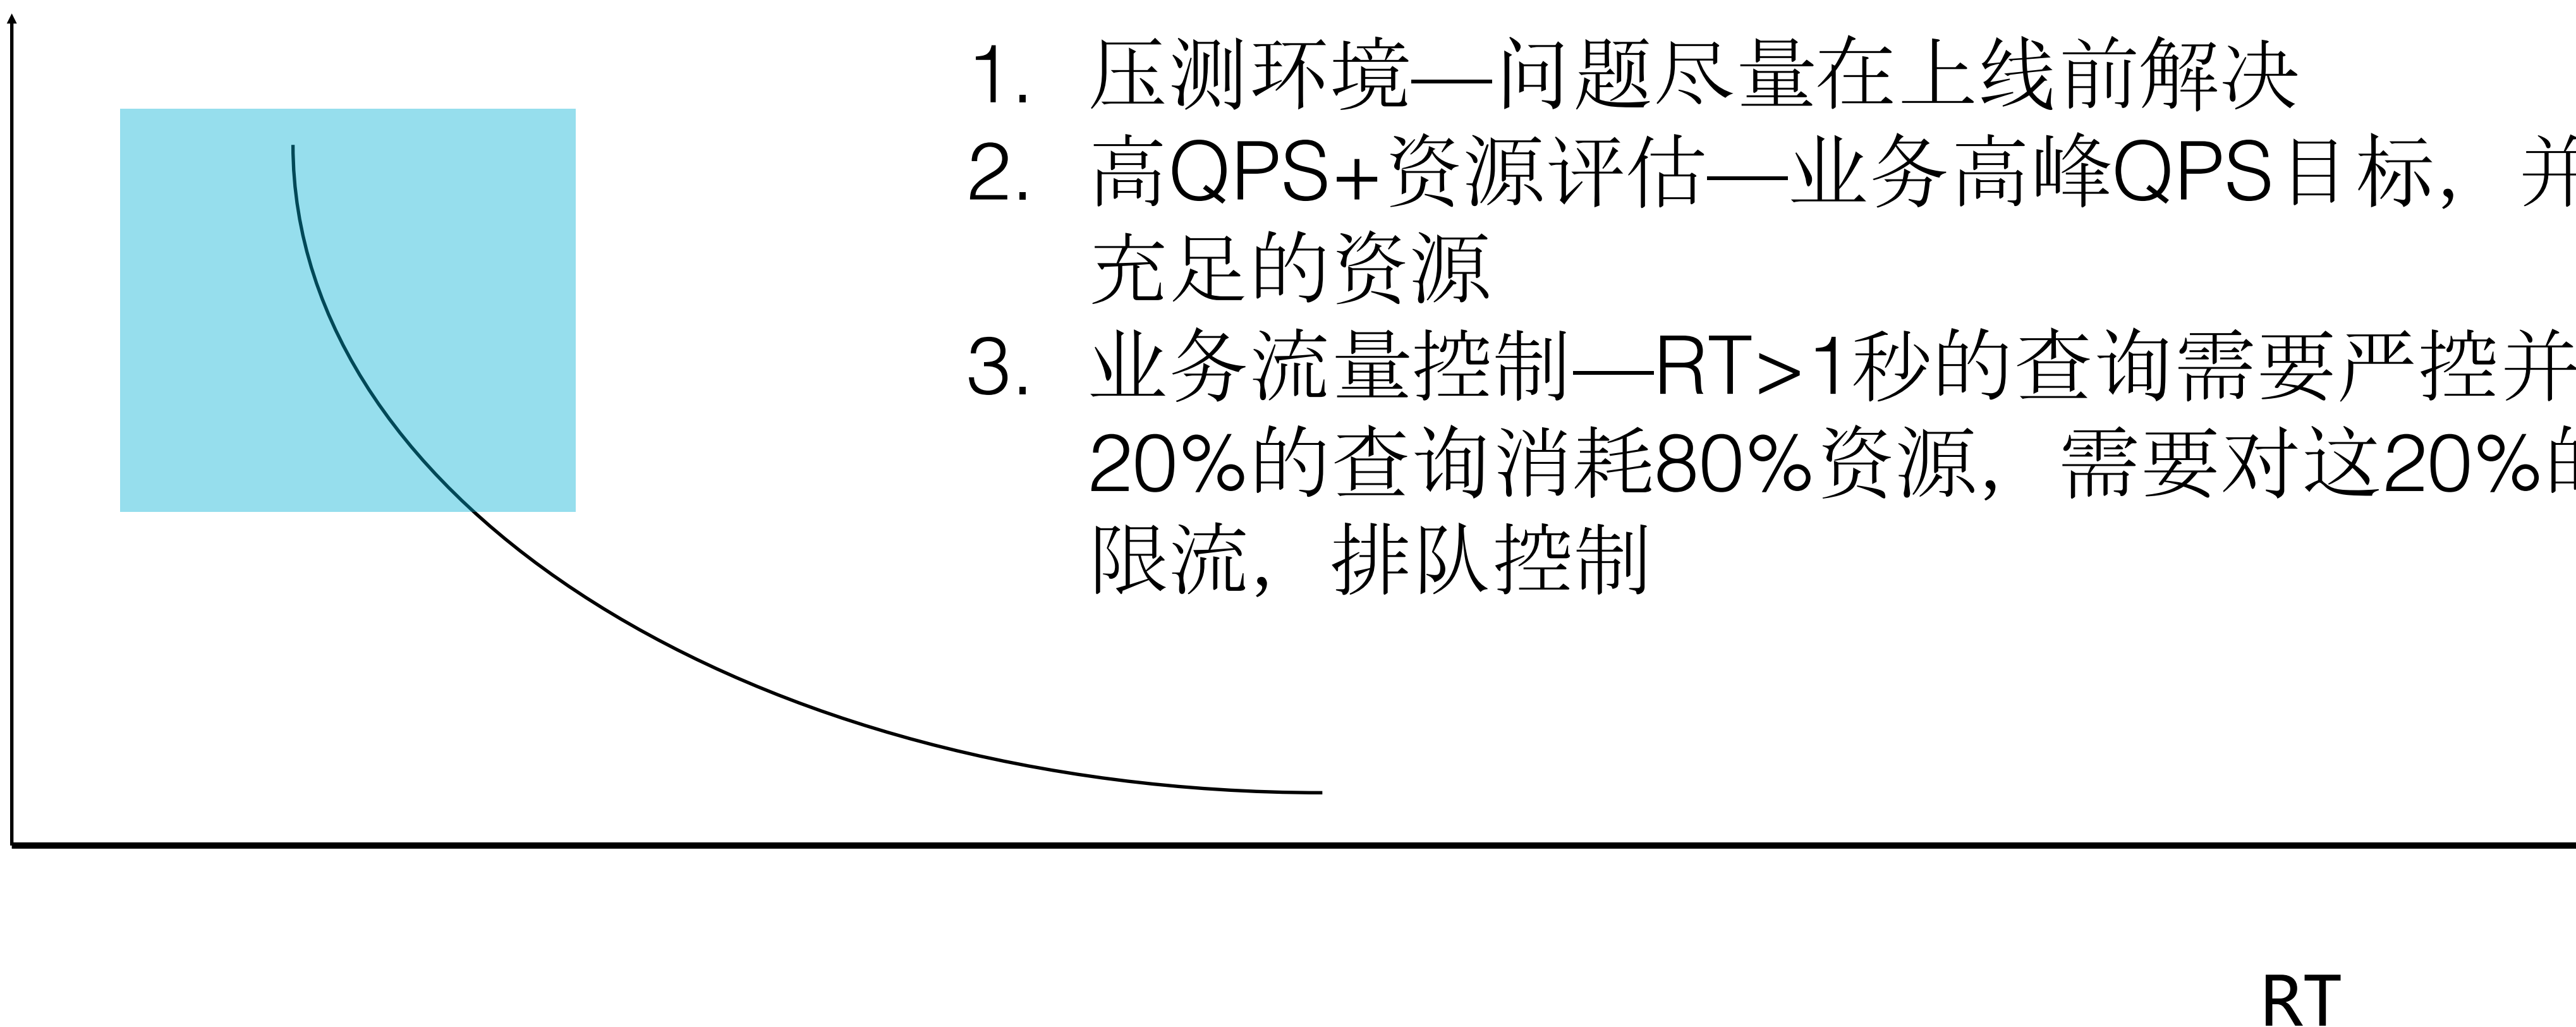 1. 压测环境—问题尽量在上线前解决
2. 高QPS+资源评估—业务高峰QPS目标，并
充足的资源
3. 业务流量控制—RT>1秒的查询需要严控并
20%的查询消耗80%资源，需要对这20%的
限流，排队控制
RT